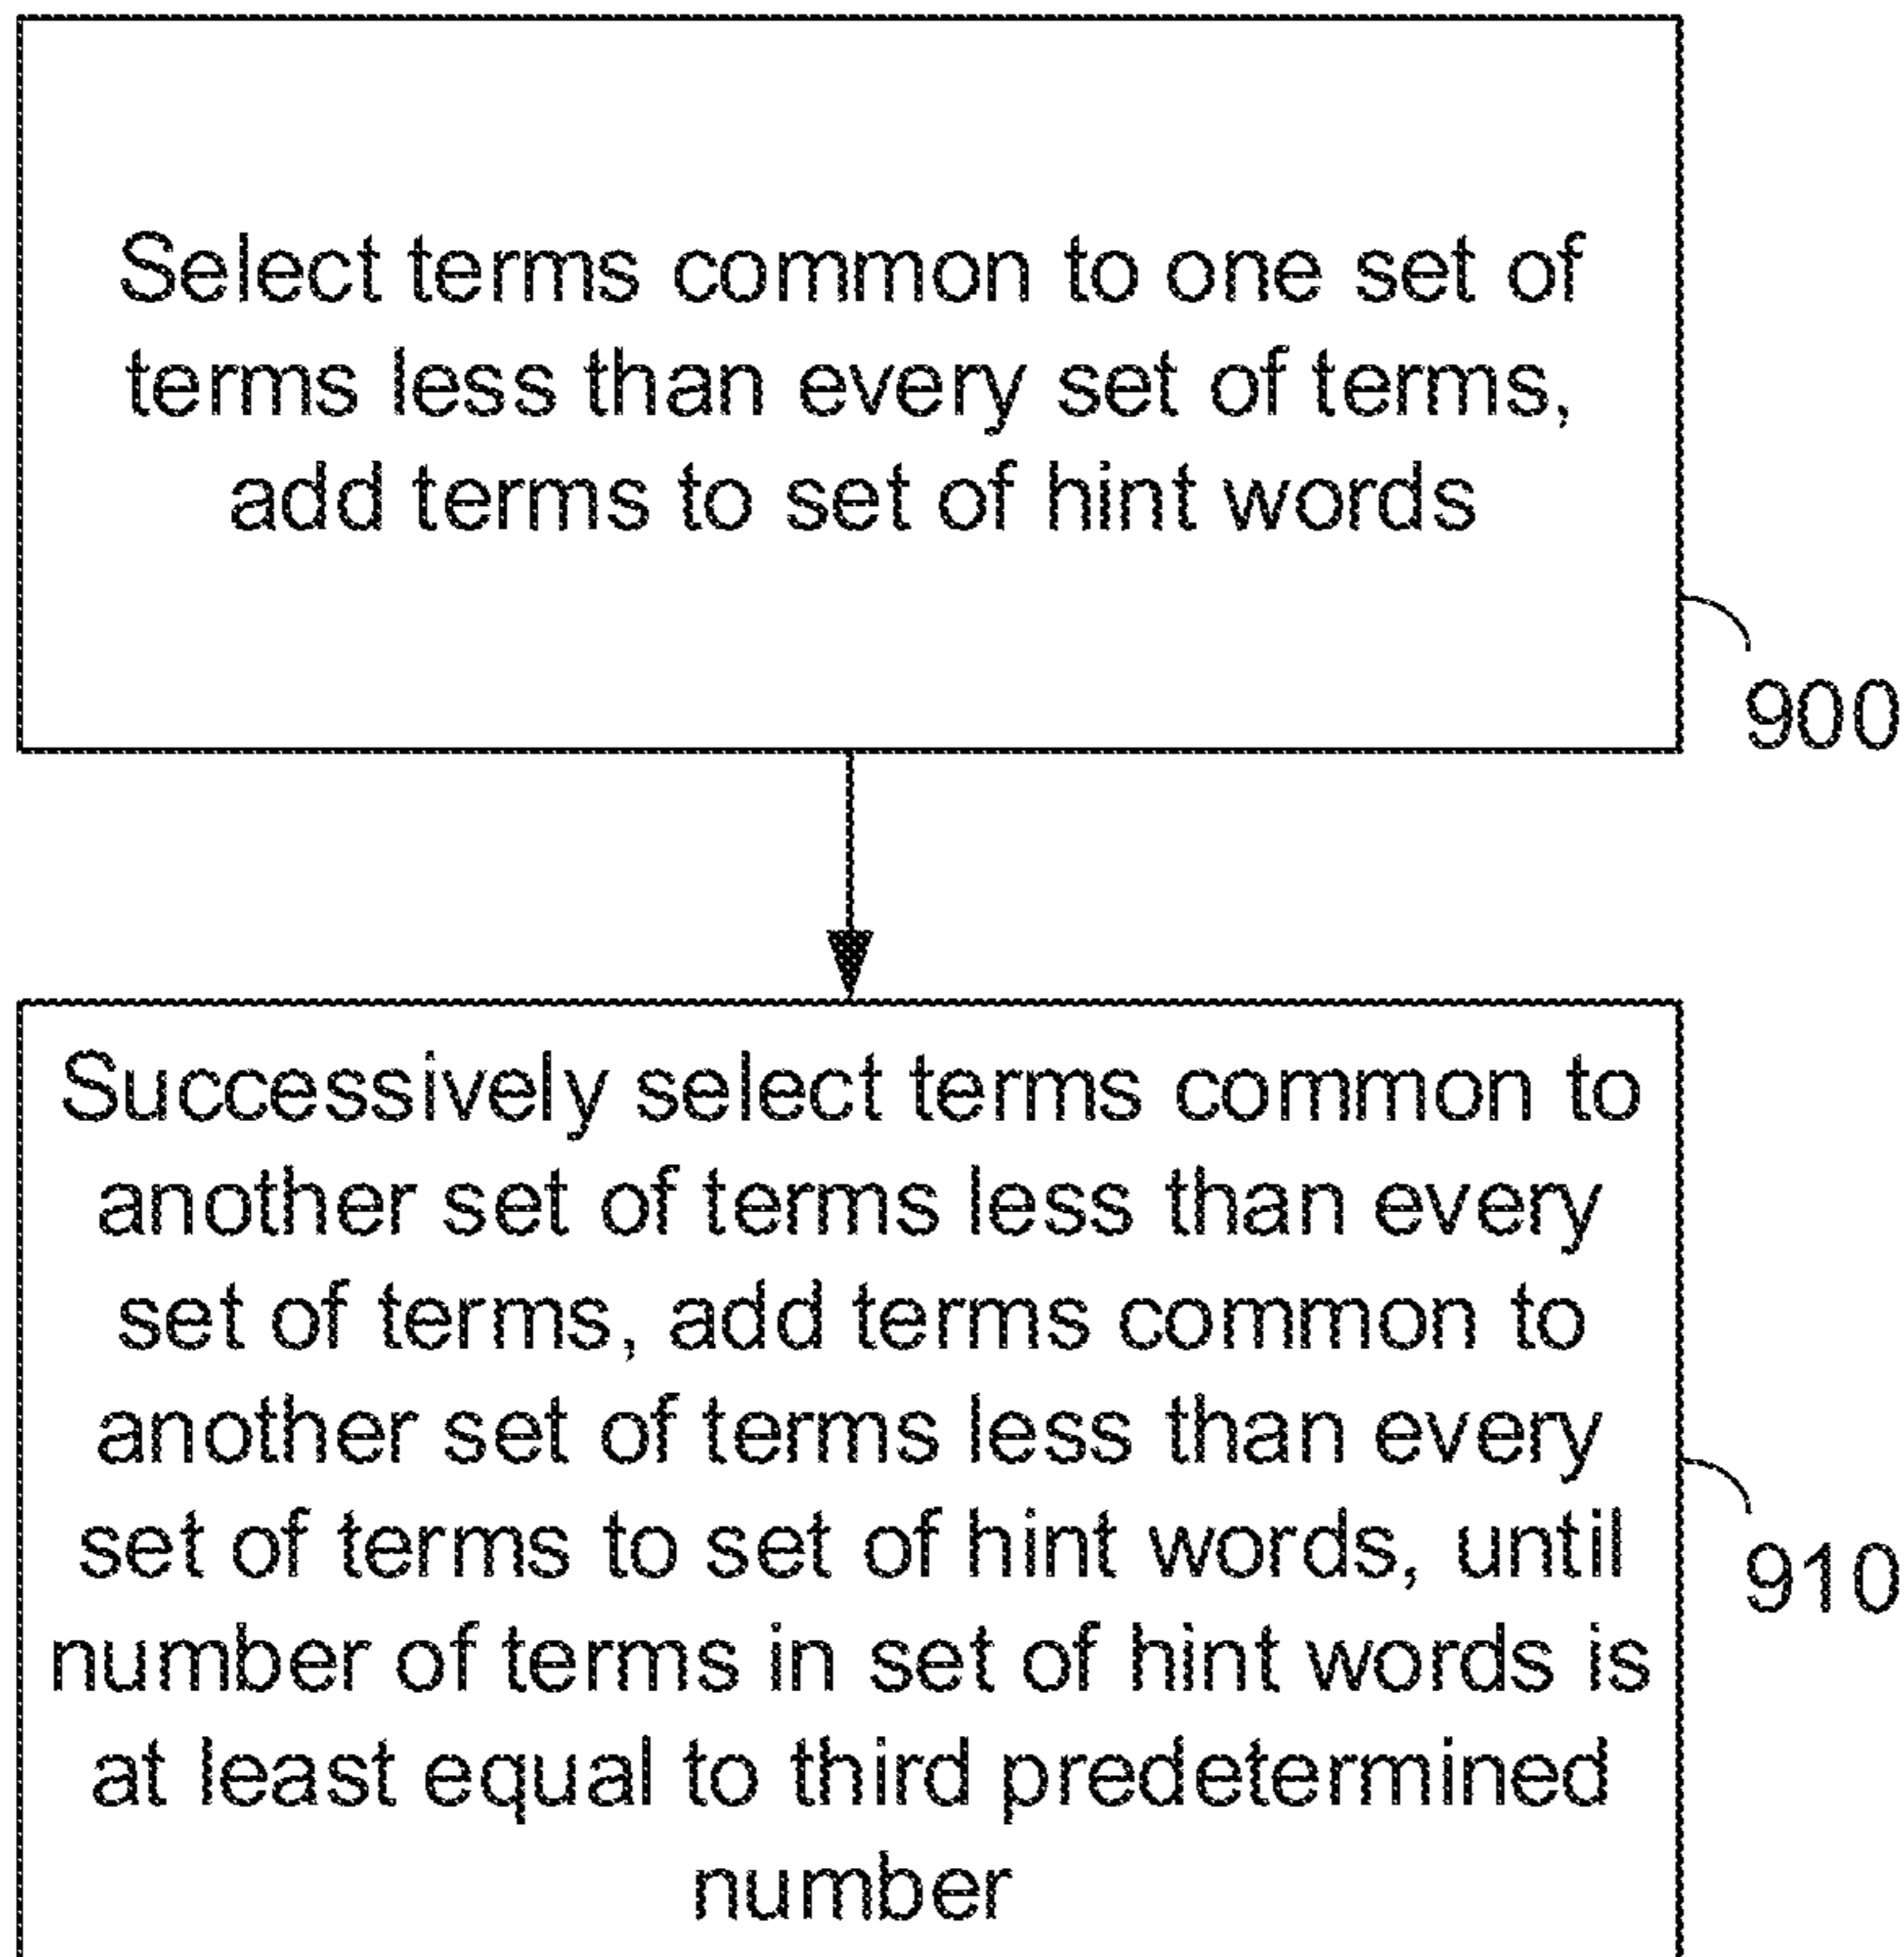 Select terms common to one set of
terms less than every set of terms,
add terms to set of hint words
900
Successively select terms common to
another set of terms less than every
set of terms, add terms common to
another set of terms less than every
set of terms to set of hint words, until
number of terms in set of hint words is
at least equal to third predetermined
number
910